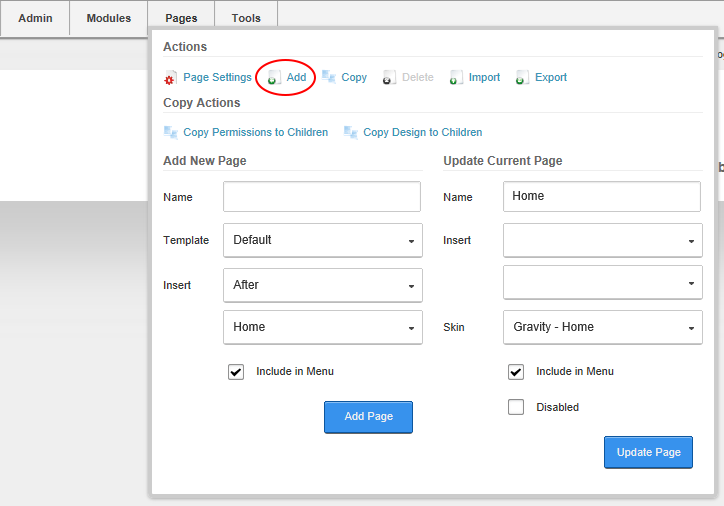 Admin Modules Pages Tools
Actions
Page Settings Add Copy Delete Import Export
Copy Actions
Copy Permissions to Children Copy Design to Children
Add New Page Update Current Page
Name Name Home
Template Default Insert
Insert After
Home Skin Gravity - Home
Include in Menu Include in Menu
Add Page Disabled
Update Page